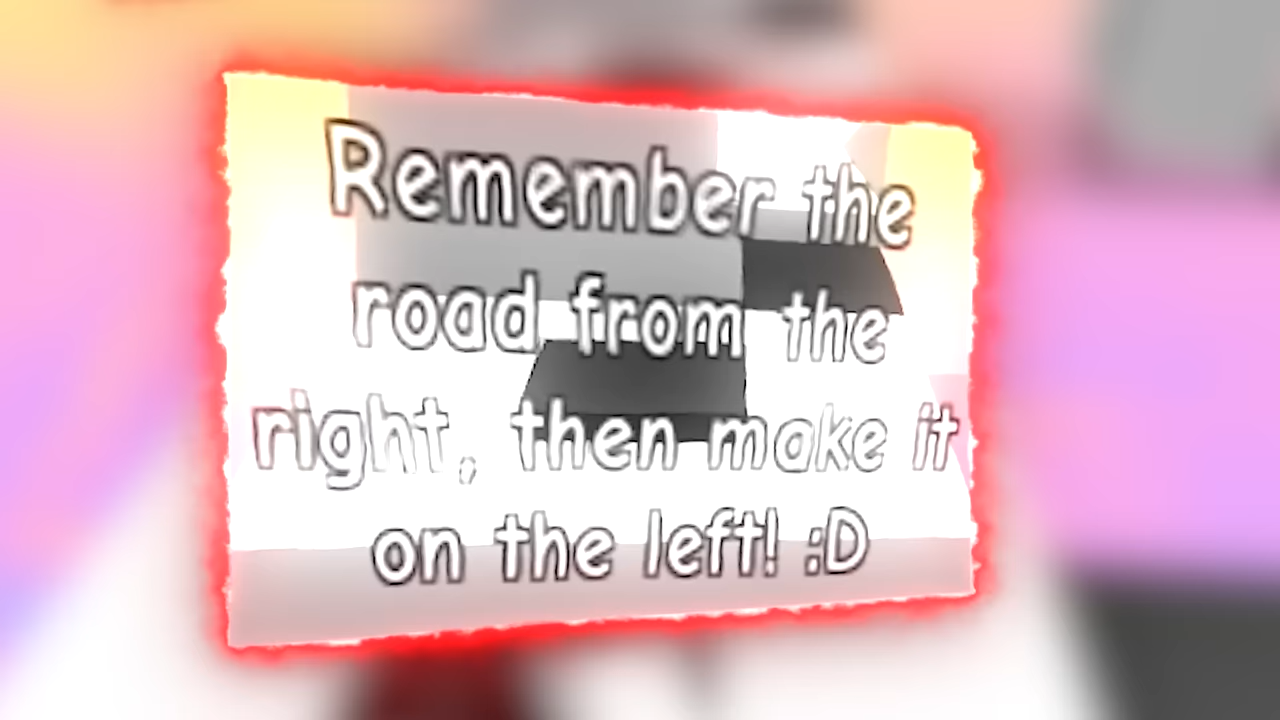 Remember the
road from the
right, then make it
on the left! :D